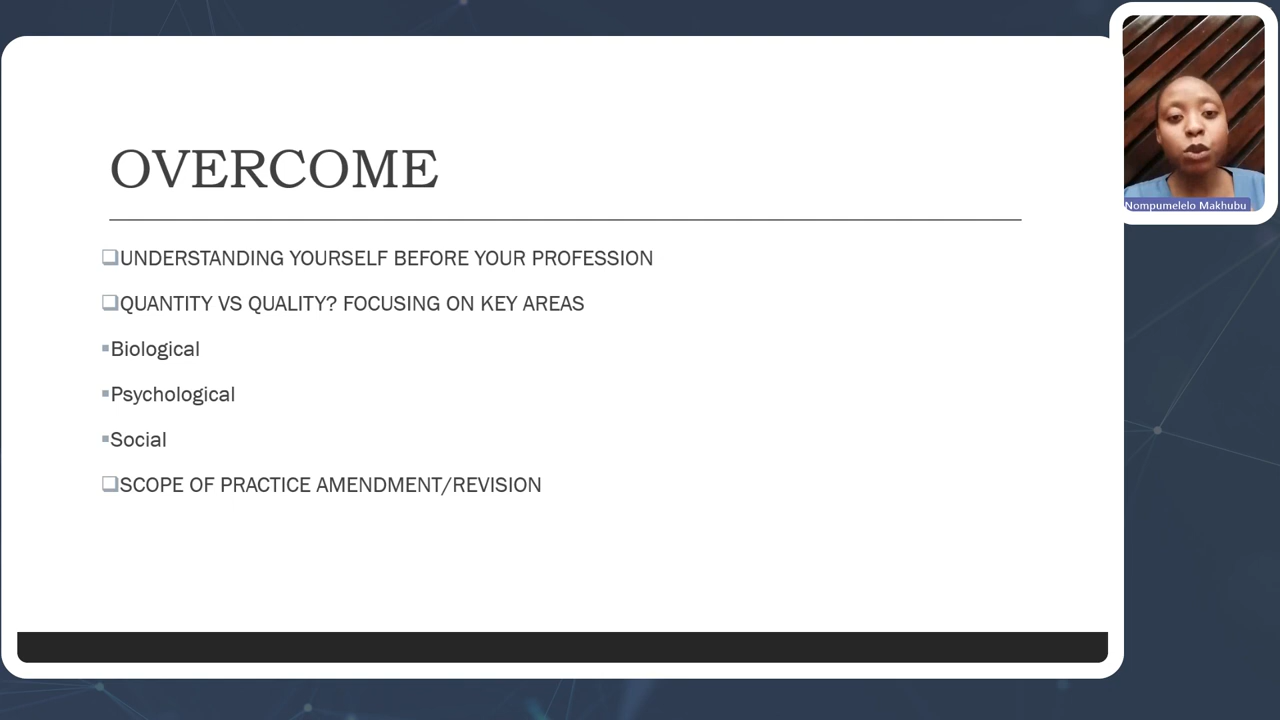 OVERCOME
UNDERSTANDING YOURSELF BEFORE YOUR PROFESSION
QUANTITY VS QUALITY? FOCUSING ON KEY AREAS
Biological
Psychological
Social
SCOPE OF PRACTICE AMENDMENT/REVISION
Nompumelelo Makhubu